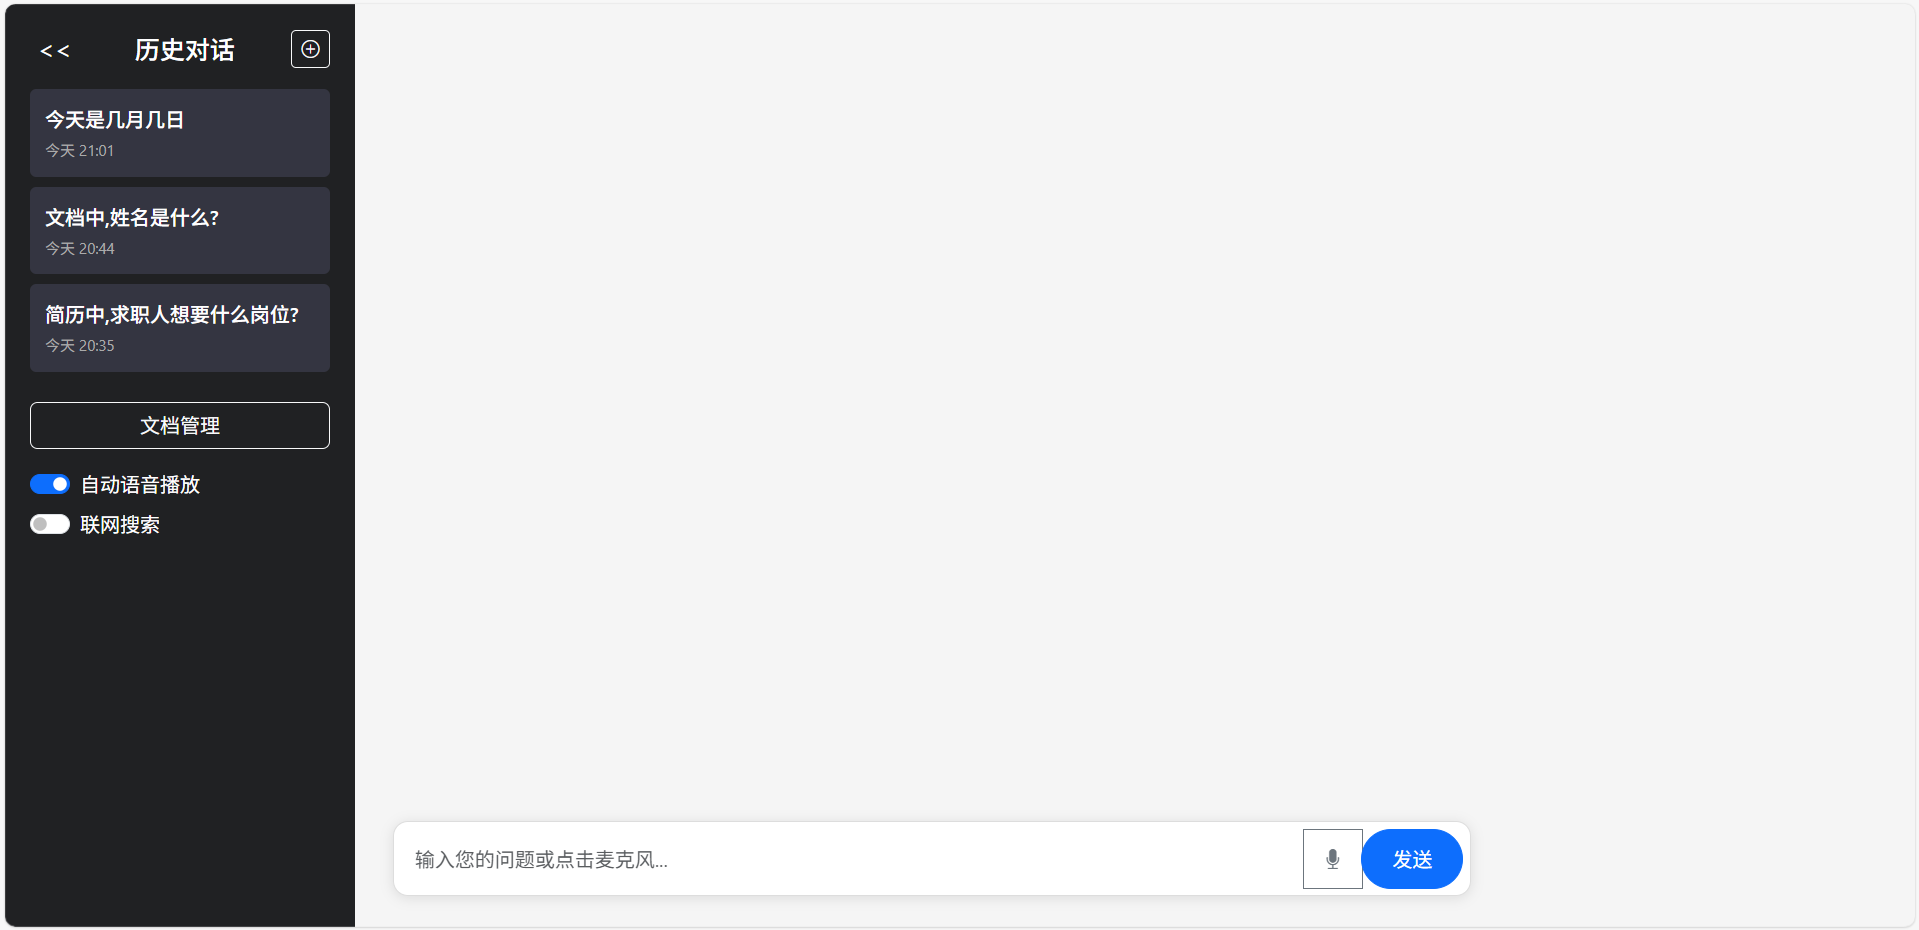 << 历史对话
今天是几月几日
今天 21:01
文档中,姓名是什么?
今天 20:44
简历中,求职人想要什么岗位?
今天 20:35
文档管理
自动语音播放
联网搜索
输入您的问题或点击麦克风...
发送